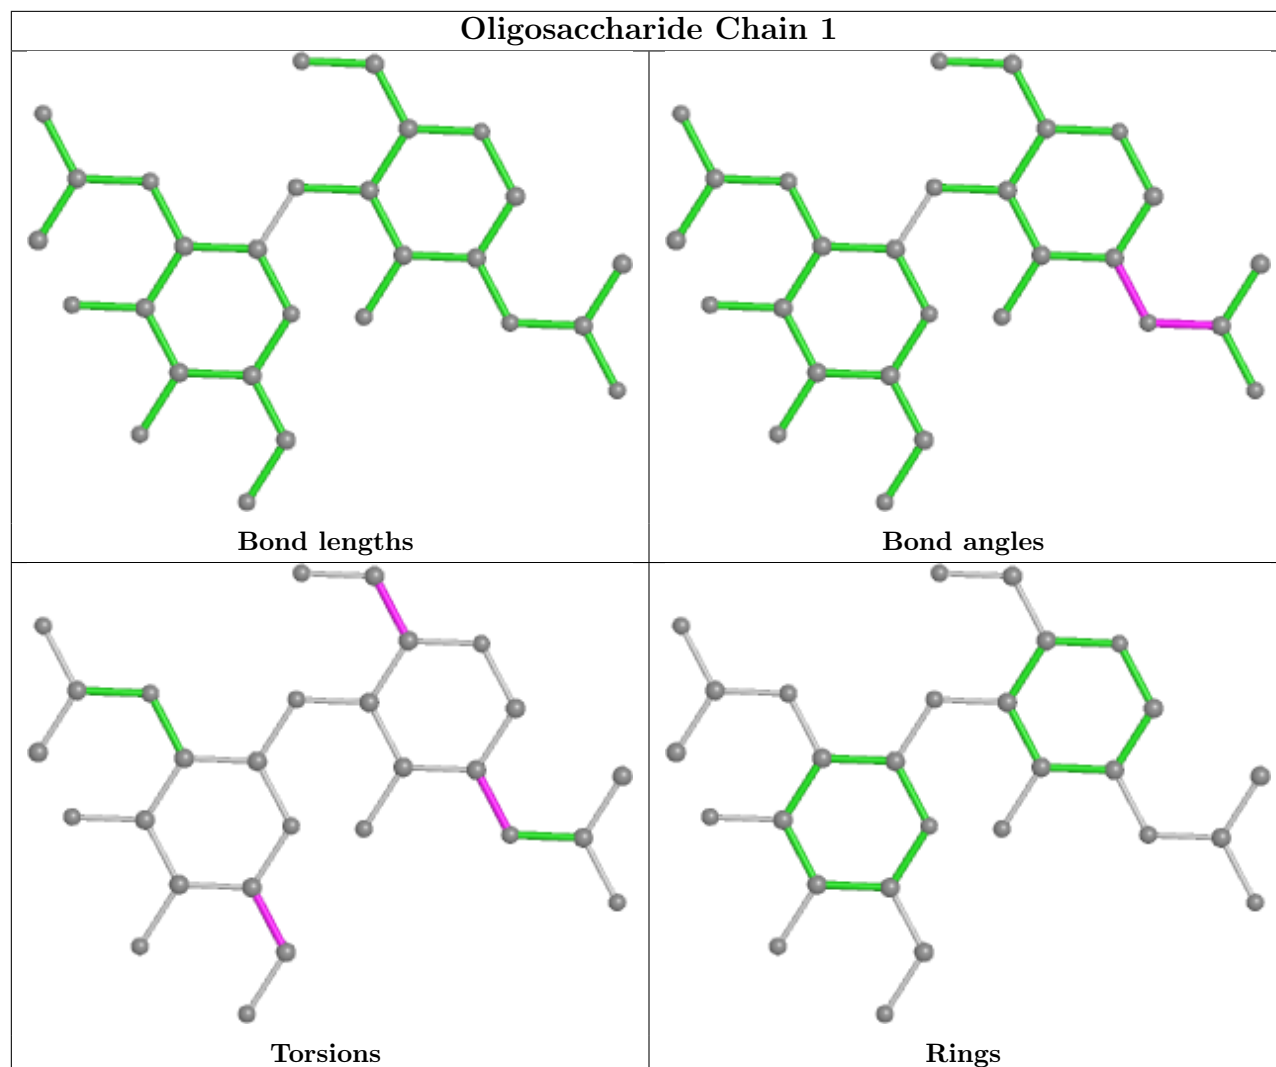 Oligosaccharide Chain 1
Bond lengths
Bond angles
Torsions
Rings